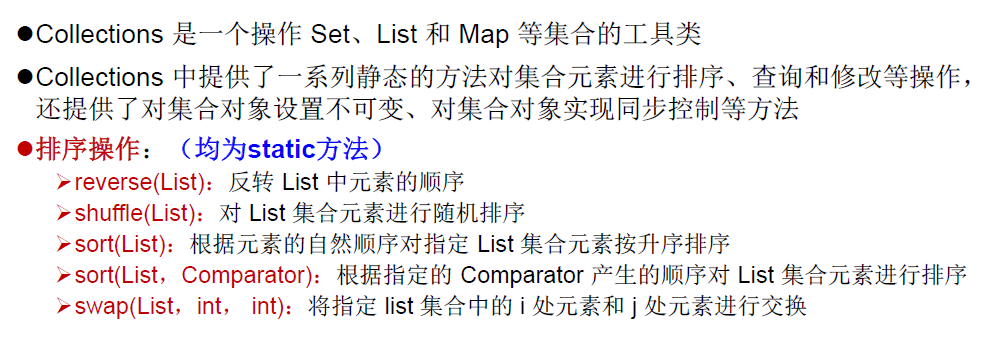 ●Collections 是一个操作 Set、List 和 Map 等集合的工具类
●Collections 中提供了一系列静态的方法对集合元素进行排序、查询和修改等操作，
还提供了对集合对象设置不可变、对集合对象实现同步控制等方法
●排序操作：（均为static方法）
➢reverse(List)：反转 List 中元素的顺序
➢shuffle(List)：对 List 集合元素进行随机排序
➢sort(List)：根据元素的自然顺序对指定 List 集合元素按升序排序
➢sort(List，Comparator)：根据指定的 Comparator 产生的顺序对 List 集合元素进行排序
➢swap(List，int， int)：将指定 list 集合中的 i 处元素和 j 处元素进行交换